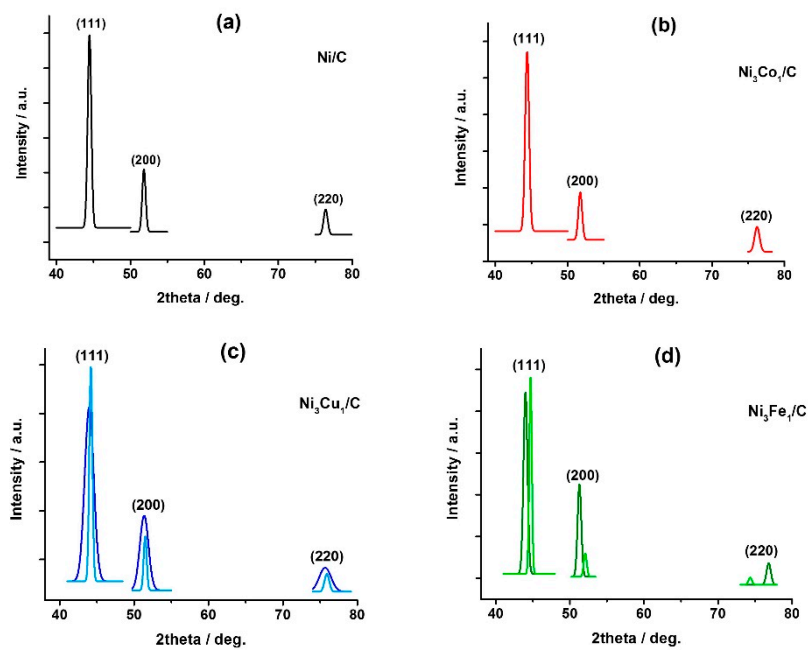 (a)
(111)
Ni/C
(200)
(220)
Intensity / a.u.
40 50 60 70 80
2theta / deg.
(b)
(111)
Ni₃Co₁/C
(200)
(220)
Intensity / a.u.
40 50 60 70 80
2theta / deg.
(c)
(111)
Ni₃Cu₁/C
(200)
(220)
Intensity / a.u.
40 50 60 70 80
2theta / deg.
(d)
(111)
Ni₃Fe₁/C
(200)
(220)
Intensity / a.u.
40 50 60 70 80
2theta / deg.